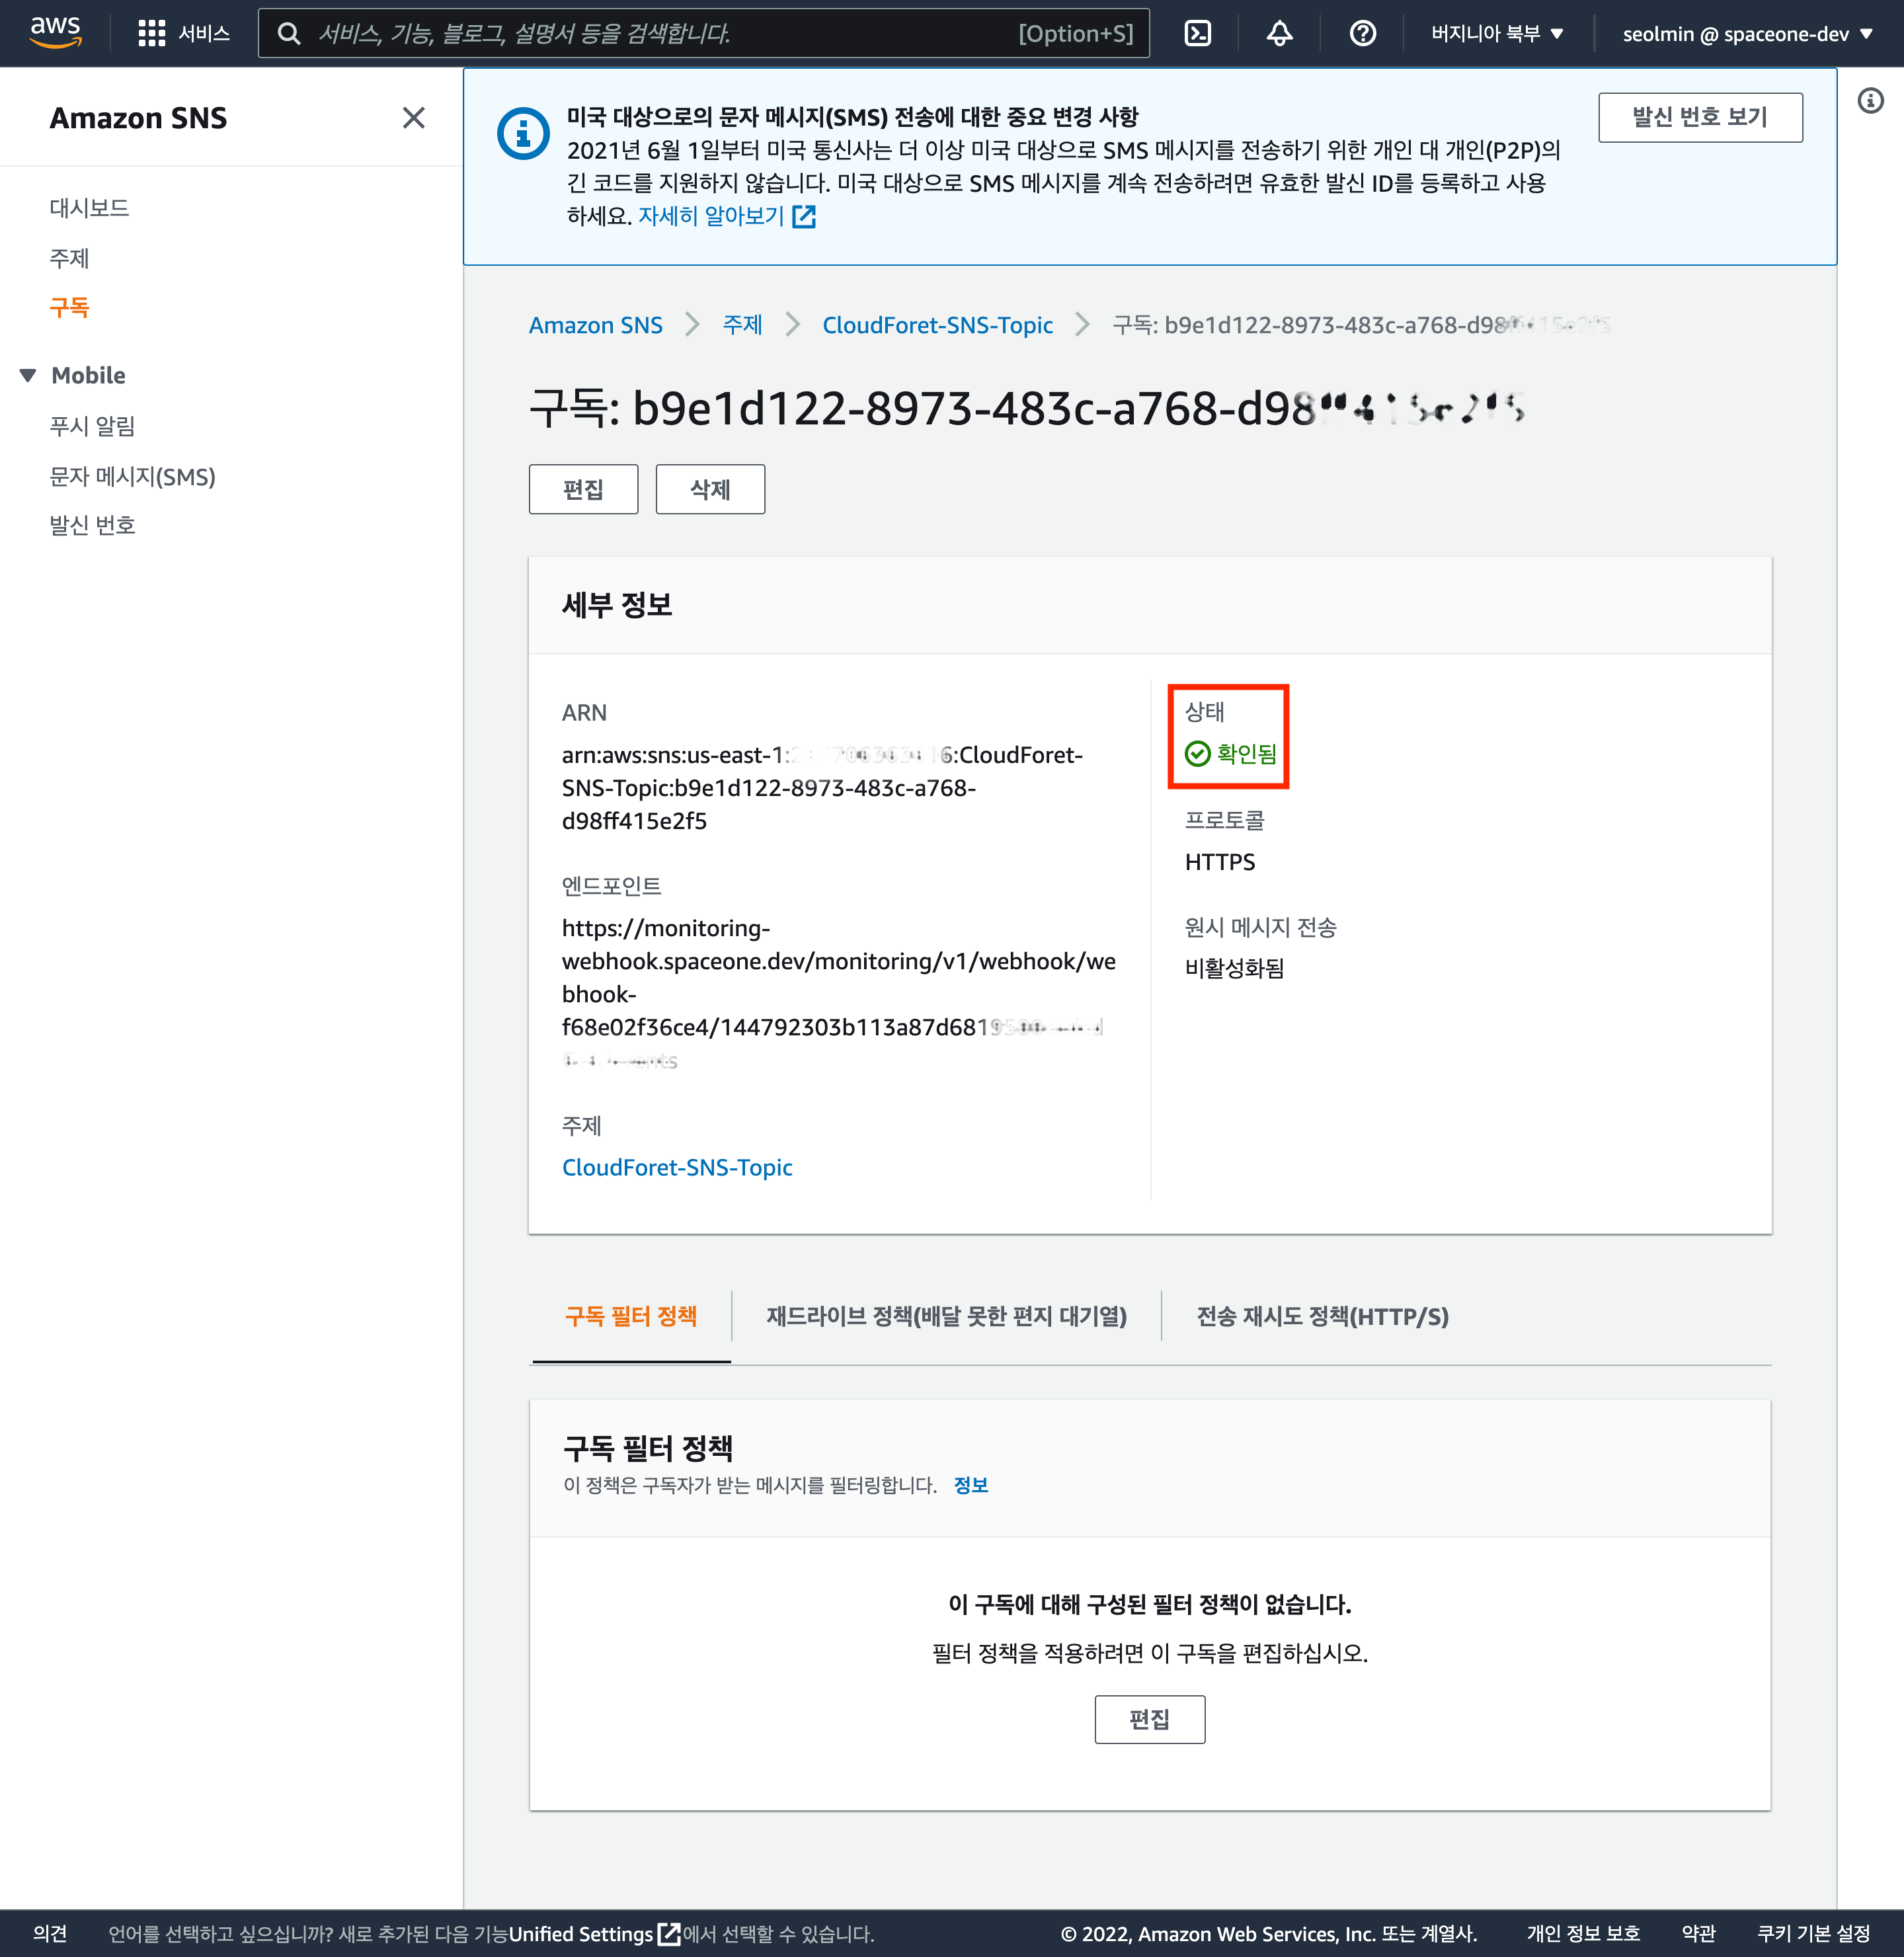 aws
서비스
서비스, 기능, 블로그, 설명서 등을 검색합니다.
[Option+S]
버지니아 북부
seolmin @ spaceone-dev
Amazon SNS
대시보드
주제
구독
Mobile
푸시 알림
문자 메시지(SMS)
발신 번호
미국 대상으로의 문자 메시지(SMS) 전송에 대한 중요 변경 사항
2021년 6월 1일부터 미국 통신사는 더 이상 미국 대상으로 SMS 메시지를 전송하기 위한 개인 대 개인(P2P)의
긴 코드를 지원하지 않습니다. 미국 대상으로 SMS 메시지를 계속 전송하려면 유효한 발신 ID를 등록하고 사용
하세요. 자세히 알아보기
발신 번호 보기
Amazon SNS
주제
CloudForet-SNS-Topic
구독: b9e1d122-8973-483c-a768-d98
구독: b9e1d122-8973-483c-a768-d98
편집
삭제
세부 정보
ARN
arn:aws:sns:us-east-1: 6:CloudForet-
SNS-Topic:b9e1d122-8973-483c-a768-
d98ff415e2f5
엔드포인트
https://monitoring-
webhook.spaceone.dev/monitoring/v1/webhook/we
bhook-
f68e02f36ce4/144792303b113a87d6819
주제
CloudForet-SNS-Topic
상태
확인됨
프로토콜
HTTPS
원시 메시지 전송
비활성화됨
구독 필터 정책
재드라이브 정책(배달 못한 편지 대기열)
전송 재시도 정책(HTTP/S)
구독 필터 정책
이 정책은 구독자가 받는 메시지를 필터링합니다. 정보
이 구독에 대해 구성된 필터 정책이 없습니다.
필터 정책을 적용하려면 이 구독을 편집하십시오.
편집
의견
언어를 선택하고 싶으십니까? 새로 추가된 다음 기능Unified Settings에서 선택할 수 있습니다.
© 2022, Amazon Web Services, Inc. 또는 계열사.
개인 정보 보호
약관
쿠키 기본 설정